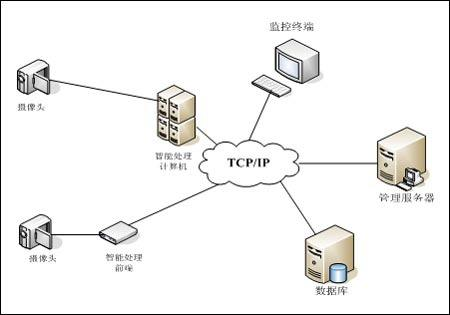 监控终端
摄像头
智能处理
计算机
TCP/IP
管理服务器
摄像头
智能处理
前端
数据库